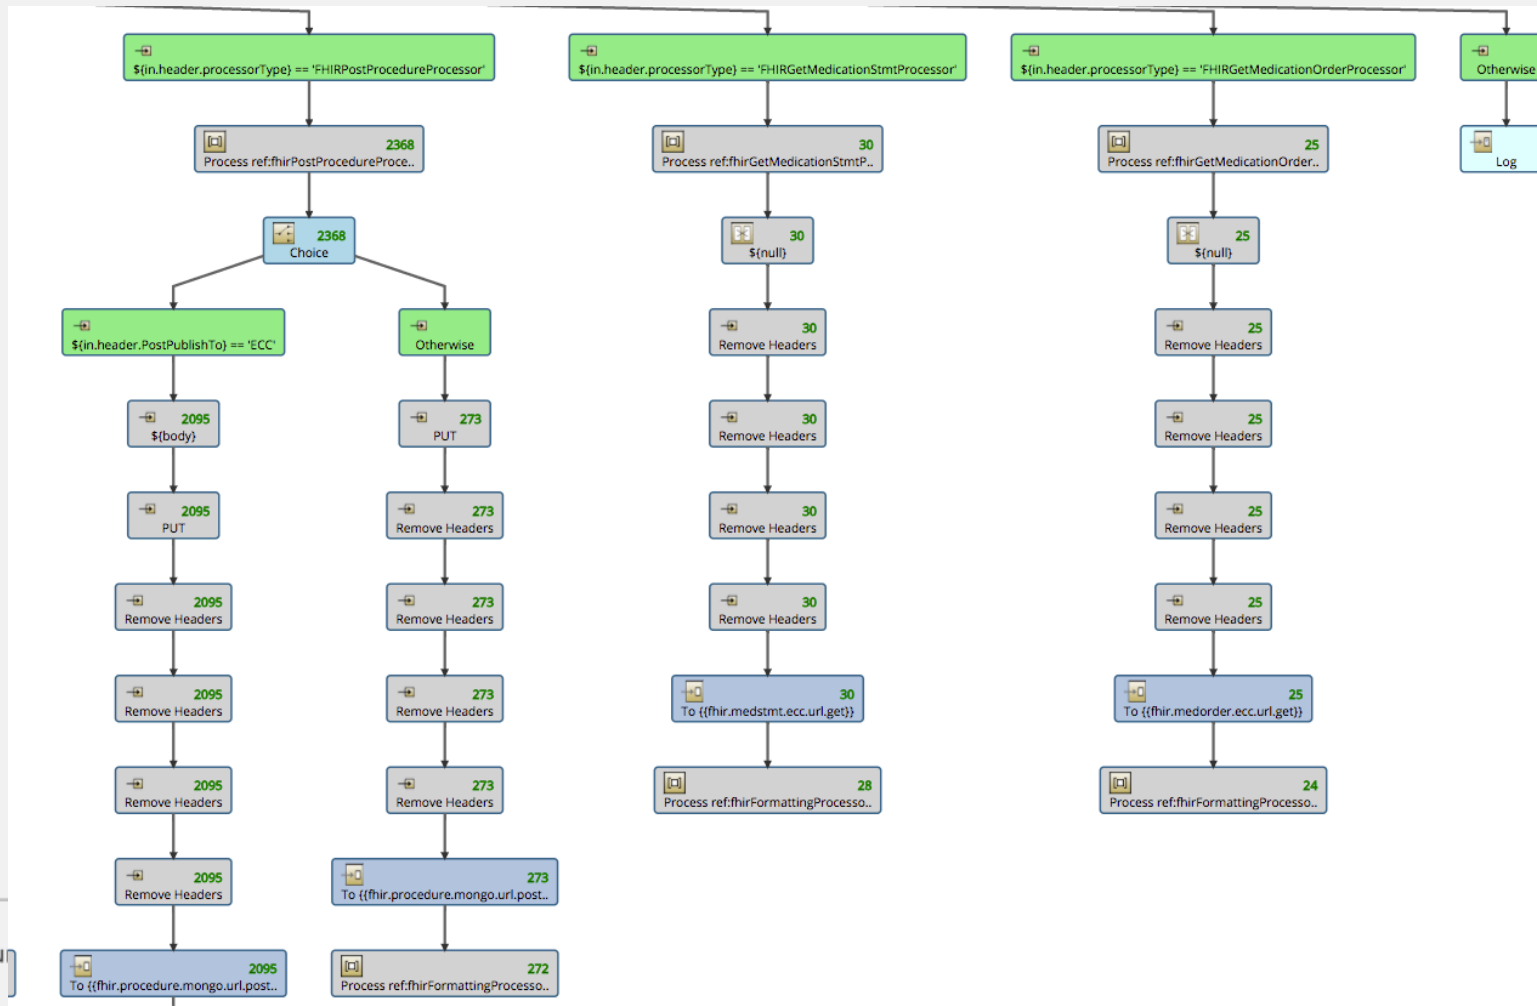 ${in.header.processorType} == 'FHIRPostProcedureProcessor'
${in.header.processorType} == 'FHIRGetMedicationStmtProcessor'
${in.header.processorType} == 'FHIRGetMedicationOrderProcessor'
Otherwise
2368
Process ref:fhirPostProcedureProce..
30
Process ref:fhirGetMedicationStmtP..
25
Process ref:fhirGetMedicationOrder..
Log
2368
Choice
30
${null}
25
${null}
${in.header.PostPublishTo} == 'ECC'
Otherwise
30
Remove Headers
25
Remove Headers
2095
${body}
273
PUT
30
Remove Headers
25
Remove Headers
2095
PUT
273
Remove Headers
30
Remove Headers
25
Remove Headers
2095
Remove Headers
273
Remove Headers
30
Remove Headers
25
Remove Headers
2095
Remove Headers
273
Remove Headers
30
To {{fhir.medstmt.ecc.url.get}}
25
To {{fhir.medorder.ecc.url.get}}
2095
Remove Headers
273
Remove Headers
28
Process ref:fhirFormattingProcesso..
24
Process ref:fhirFormattingProcesso..
2095
Remove Headers
273
To {{fhir.procedure.mongo.url.post..
2095
To {{fhir.procedure.mongo.url.post..
272
Process ref:fhirFormattingProcesso..